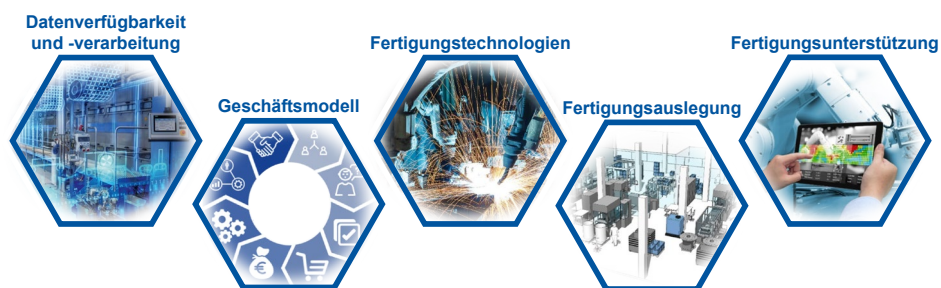 Datenverfügbarkeit
und -verarbeitung
Geschäftsmodell
Fertigungstechnologien
Fertigungsauslegung
Fertigungsunterstützung
€